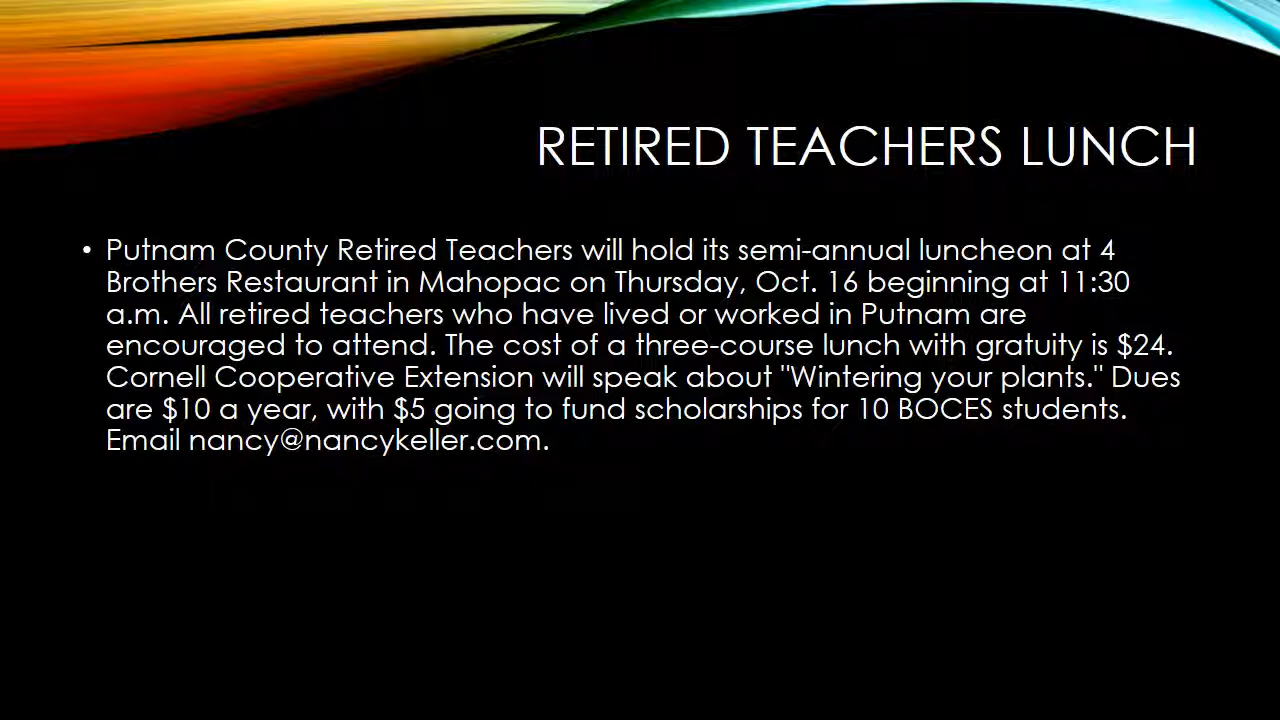 RETIRED TEACHERS LUNCH
• Putnam County Retired Teachers will hold its semi-annual luncheon at 4
Brothers Restaurant in Mahopac on Thursday, Oct. 16 beginning at 11:30
a.m. All retired teachers who have lived or worked in Putnam are
encouraged to attend. The cost of a three-course lunch with gratuity is $24.
Cornell Cooperative Extension will speak about "Wintering your plants." Dues
are $10 a year, with $5 going to fund scholarships for 10 BOCES students.
Email nancy@nancykeller.com.